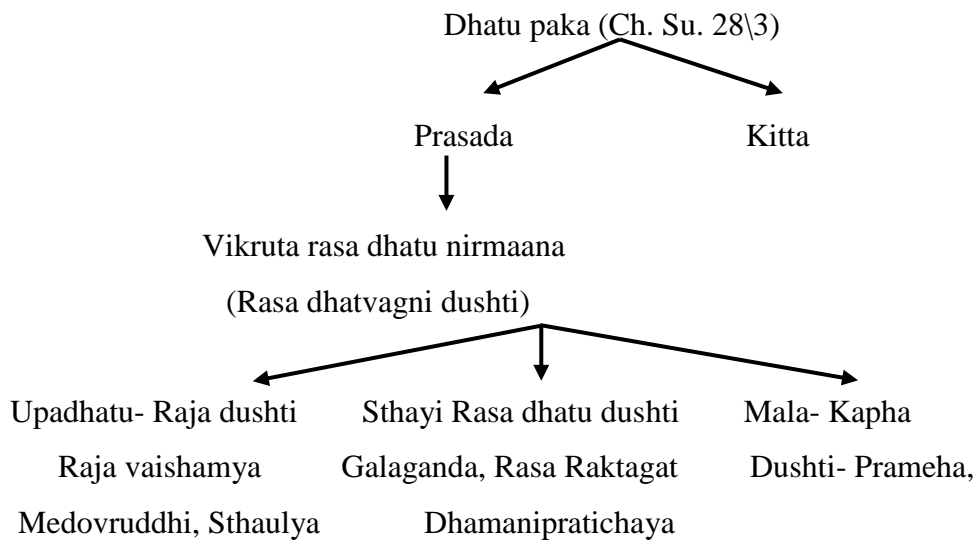 Dhatu paka (Ch. Su. 28\3)
Prasada Kitta
Vikruta rasa dhatu nirmaana
(Rasa dhatvagni dushti)
Upadhatu- Raja dushti Sthayi Rasa dhatu dushti Mala- Kapha
Raja vaishamya Galaganda, Rasa Raktagat Dushti- Prameha,
Medovruddhi, Sthaulya Dhamanipratichaya